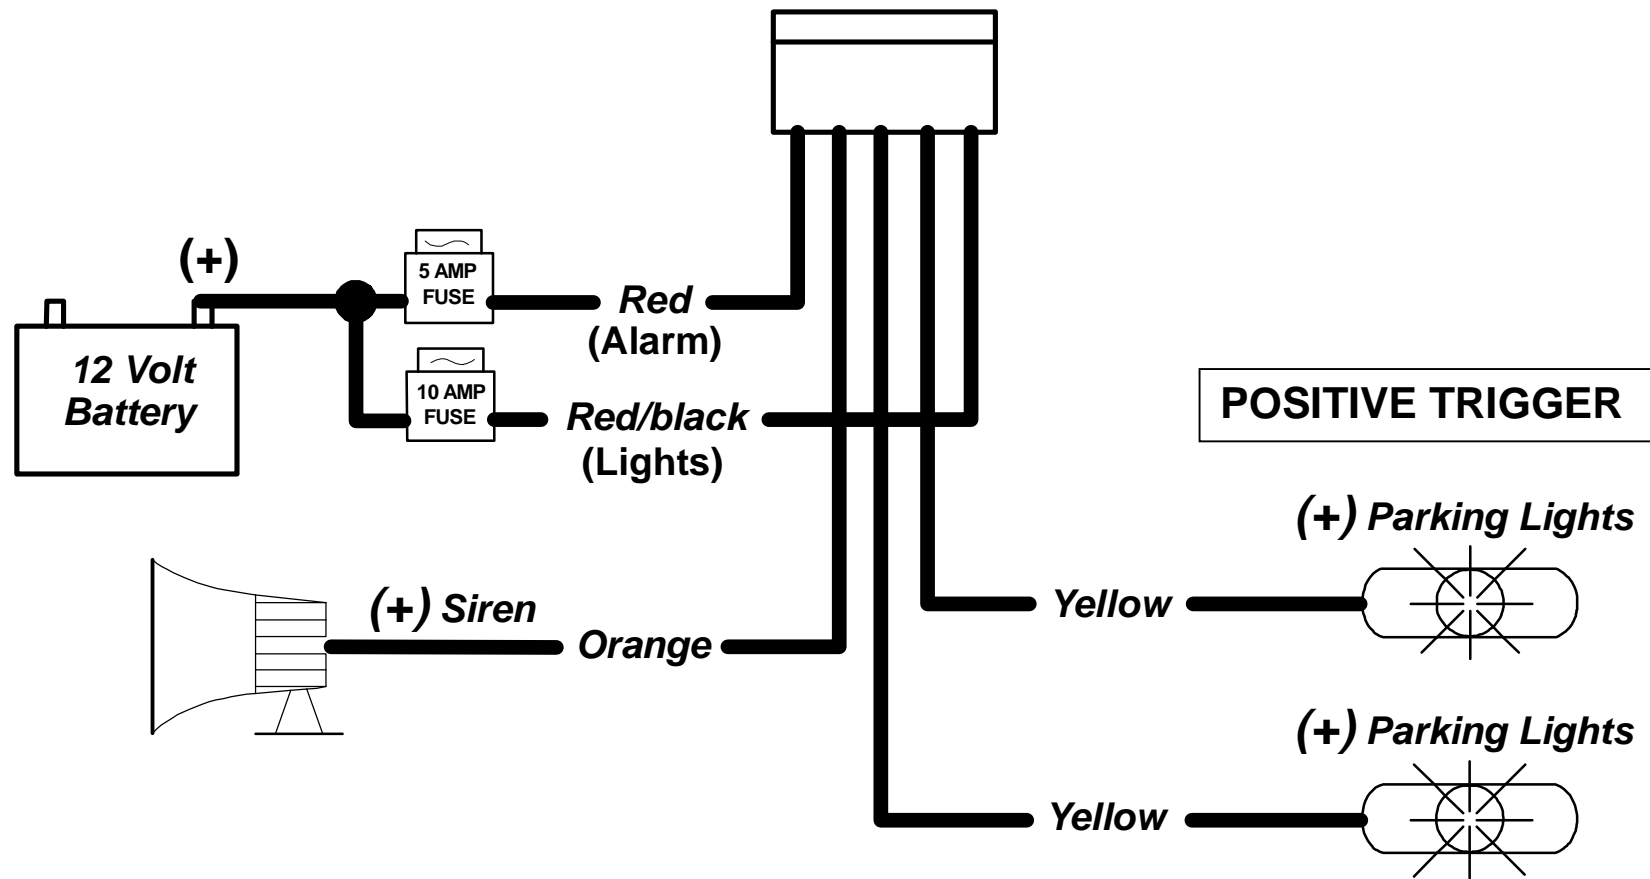 (+)
5 AMP
FUSE
Red
(Alarm)
12 Volt
Battery
10 AMP
FUSE
Red/black
(Lights)
POSITIVE TRIGGER
(+) Parking Lights
(+) Siren
Orange
Yellow
(+) Parking Lights
Yellow